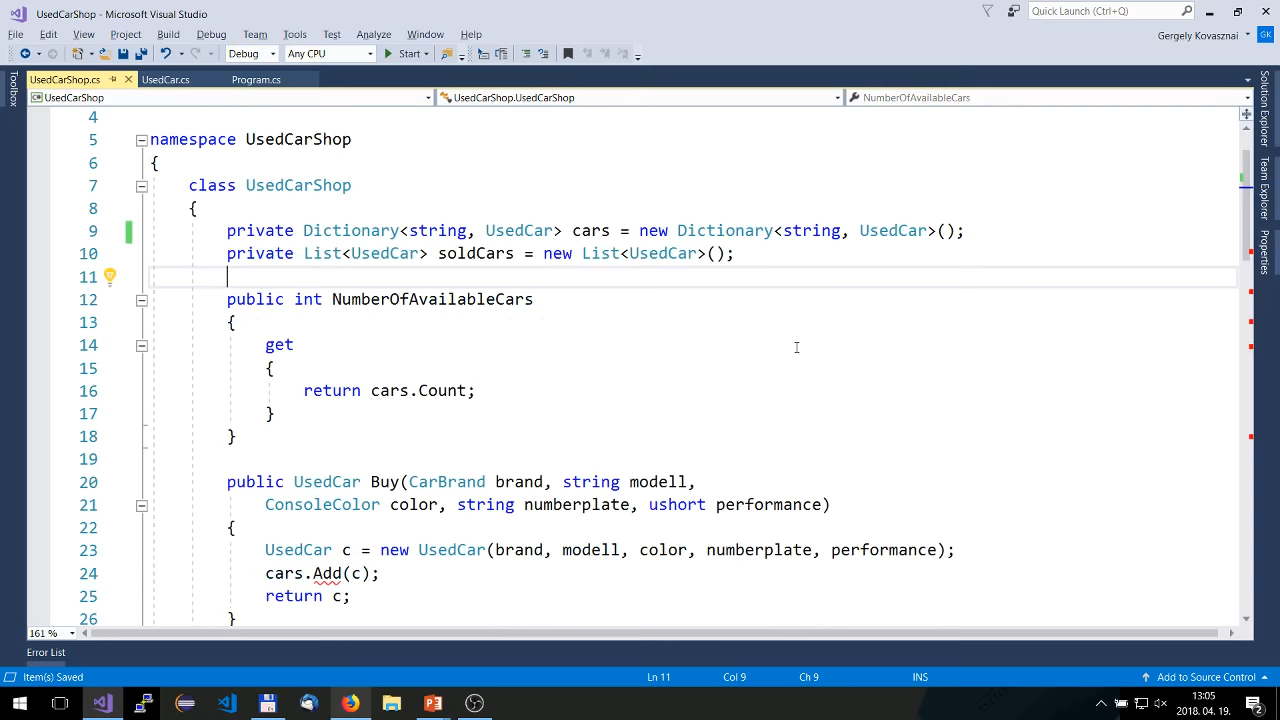 UsedCarShop - Microsoft Visual Studio
Quick Launch (Ctrl+Q)
File Edit View Project Build Debug Team Tools Test Analyze Window Help
Gergely Kovasznai GK
Debug Any CPU Start
UsedCarShop.cs UsedCar.cs Program.cs
UsedCarShop UsedCarShop.UsedCarShop NumberOfAvailableCars
Toolbox
Solution Explorer
Team Explorer
Properties
4
5 namespace UsedCarShop
6 {
7 class UsedCarShop
8 {
9 private Dictionary<string, UsedCar> cars = new Dictionary<string, UsedCar>();
10 private List<UsedCar> soldCars = new List<UsedCar>();
11
12 public int NumberOfAvailableCars
13 {
14 get
15 {
16 return cars.Count;
17 }
18 }
19
20 public UsedCar Buy(CarBrand brand, string modell,
21 ConsoleColor color, string numberplate, ushort performance)
22 {
23 UsedCar c = new UsedCar(brand, modell, color, numberplate, performance);
24 cars.Add(c);
25 return c;
26 }
161 %
Error List
Item(s) Saved Ln 11 Col 9 Ch 9 INS Add to Source Control
13:05
2018. 04. 19.
2